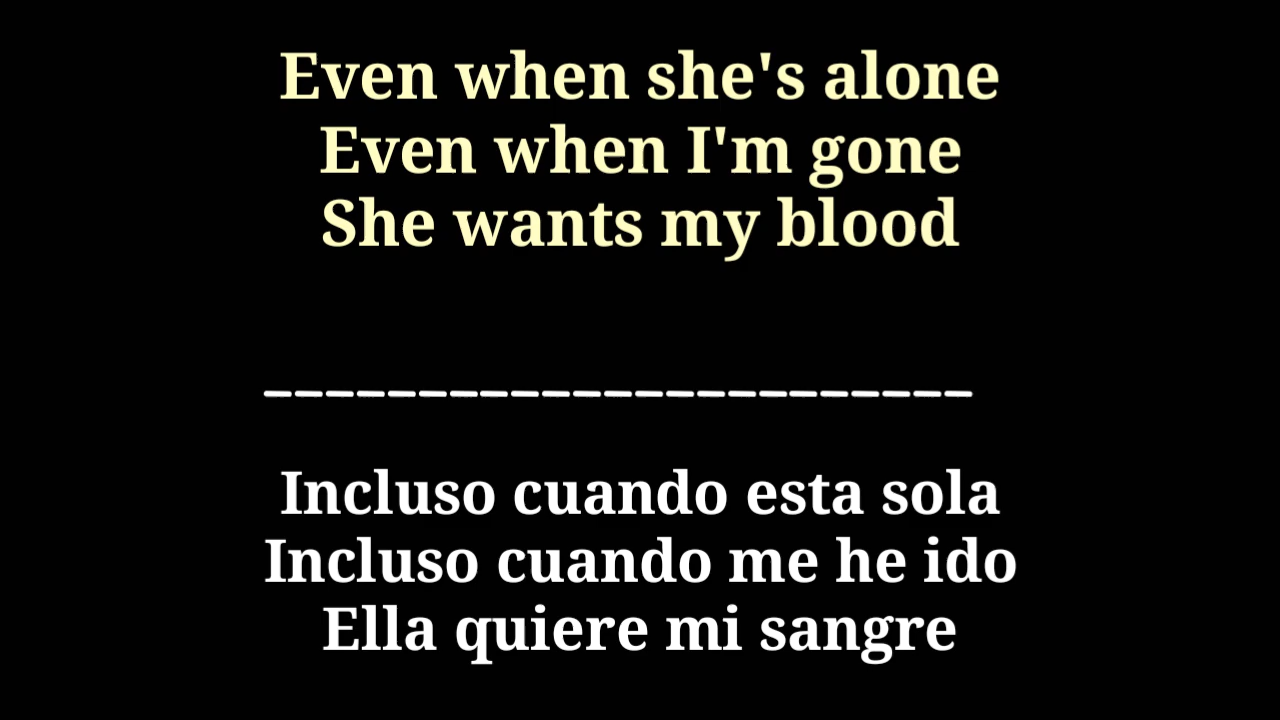 Even when she's alone
Even when I'm gone
She wants my blood
_______________________
Incluso cuando esta sola
Incluso cuando me he ido
Ella quiere mi sangre